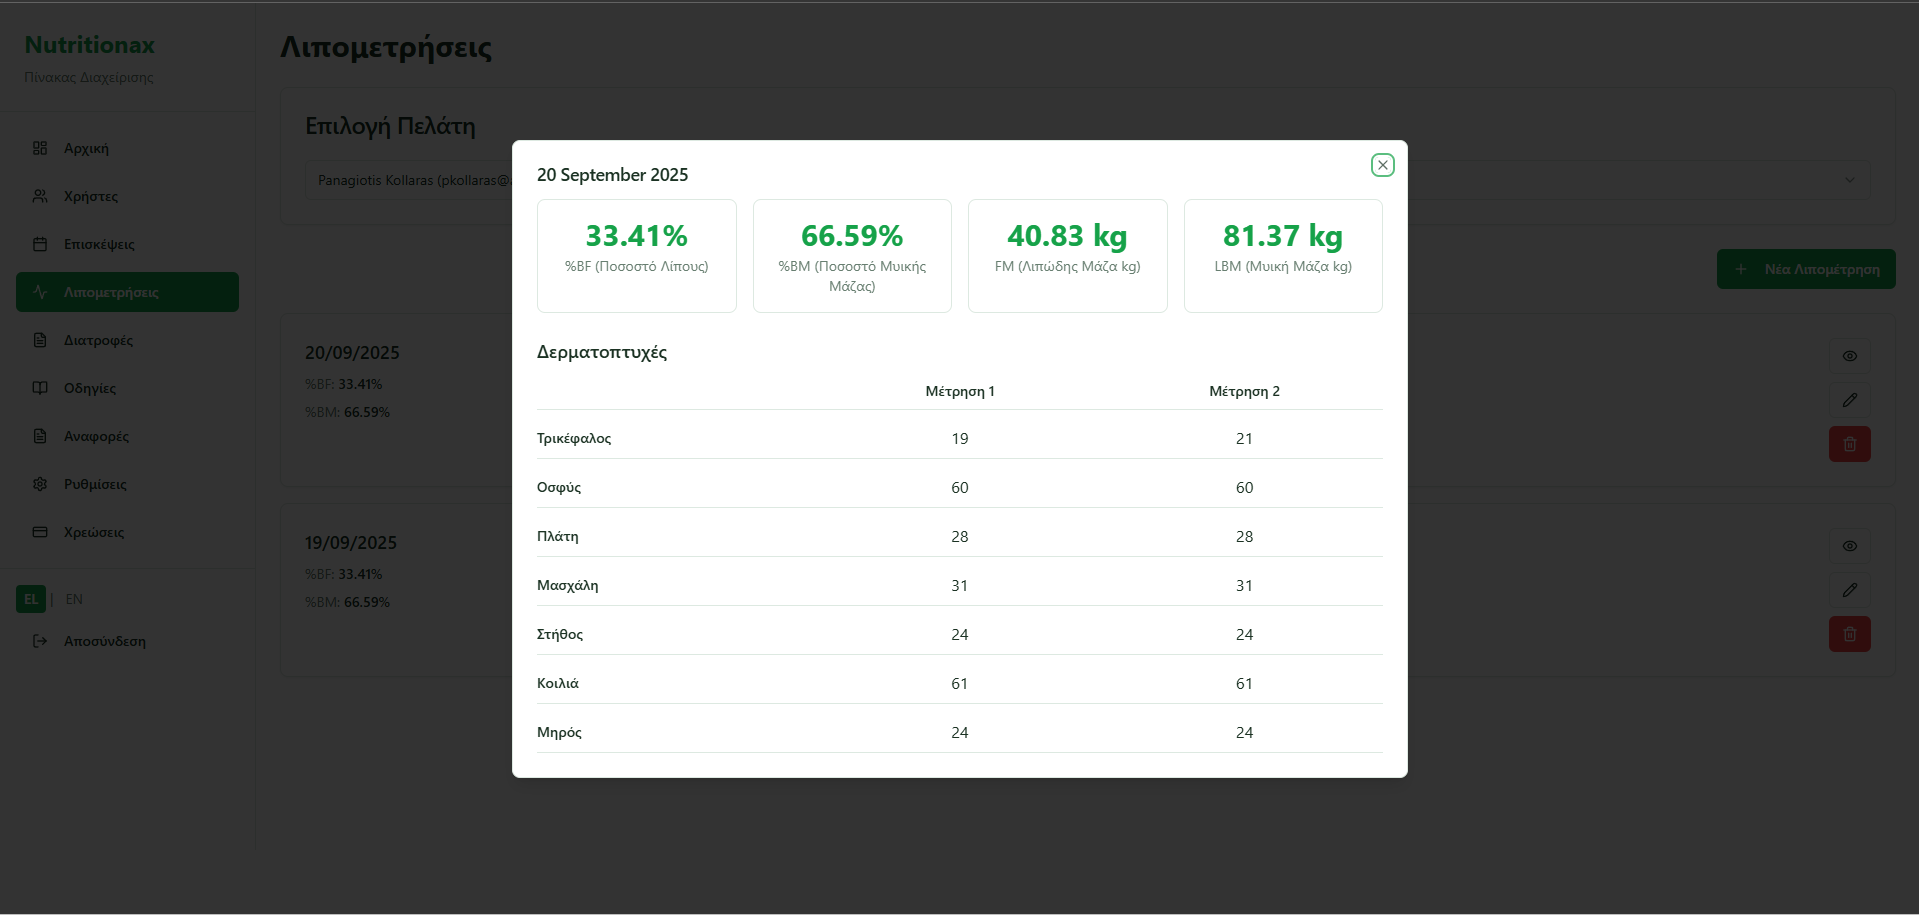 Nutritionax
Πίνακας Διαχείρισης
Αρχική
Χρήστες
Επισκέψεις
Λιπομετρήσεις
Διατροφές
Οδηγίες
Αναφορές
Ρυθμίσεις
Χρεώσεις
EL | EN
Αποσύνδεση
Λιπομετρήσεις
Επιλογή Πελάτη
Panagiotis Kollaras (pkollaras@
Νέα Λιπομέτρηση
20/09/2025
%BF: 33.41%
%BM: 66.59%
19/09/2025
%BF: 33.41%
%BM: 66.59%
20 September 2025
33.41%
%BF (Ποσοστό Λίπους)
66.59%
%BM (Ποσοστό Μυικής
Μάζας)
40.83 kg
FM (Λιπώδης Μάζα kg)
81.37 kg
LBM (Μυική Μάζα kg)
Δερματοπτυχές
Μέτρηση 1 Μέτρηση 2
Τρικέφαλος 19 21
Οσφύς 60 60
Πλάτη 28 28
Μασχάλη 31 31
Στήθος 24 24
Κοιλιά 61 61
Μηρός 24 24